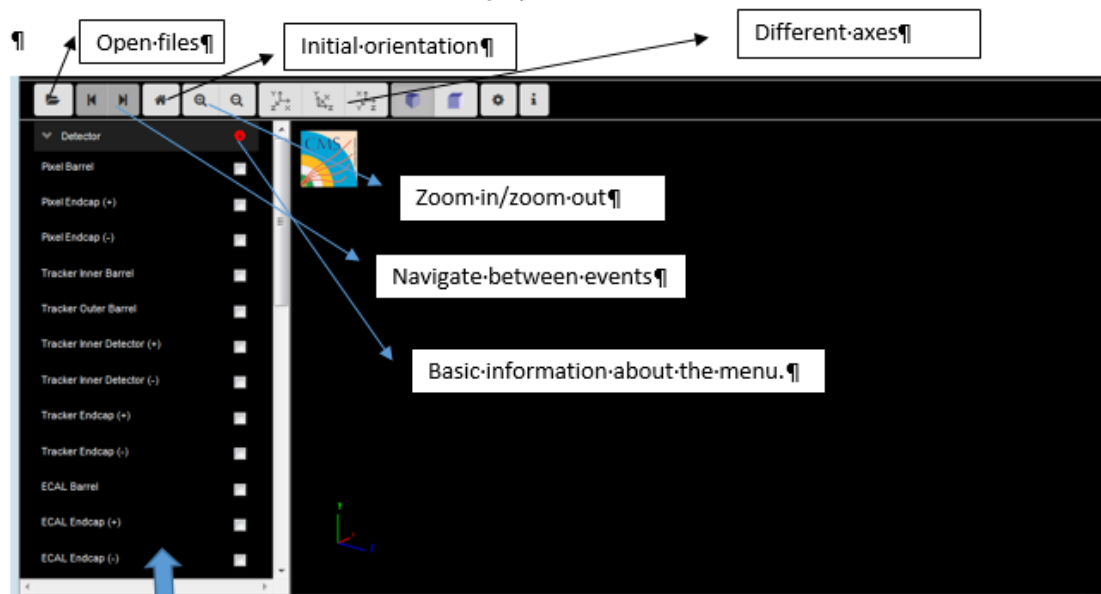 ¶
Open·files¶
Initial·orientation¶
Different·axes¶
Detector
CMS
Pixel Barrel
Pixel Endcap (+)
Pixel Endcap (-)
Tracker Inner Barrel
Tracker Outer Barrel
Tracker Inner Detector (+)
Tracker Inner Detector (-)
Tracker Endcap (+)
Tracker Endcap (-)
ECAL Barrel
ECAL Endcap (+)
ECAL Endcap (-)
Zoom·in/zoom·out¶
Navigate·between·events¶
Basic·information·about·the·menu.¶